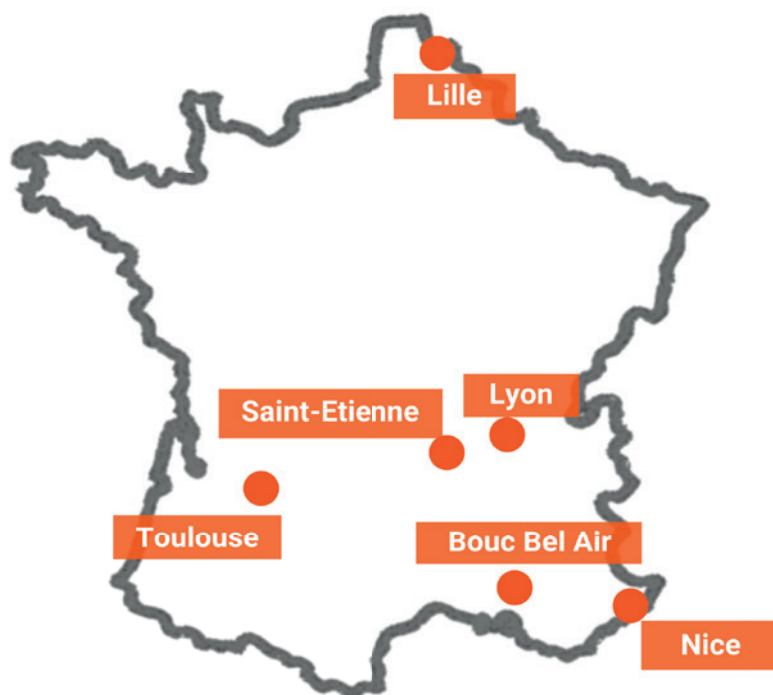 Lille
Lyon
Saint-Etienne
Toulouse
Bouc Bel Air
Nice